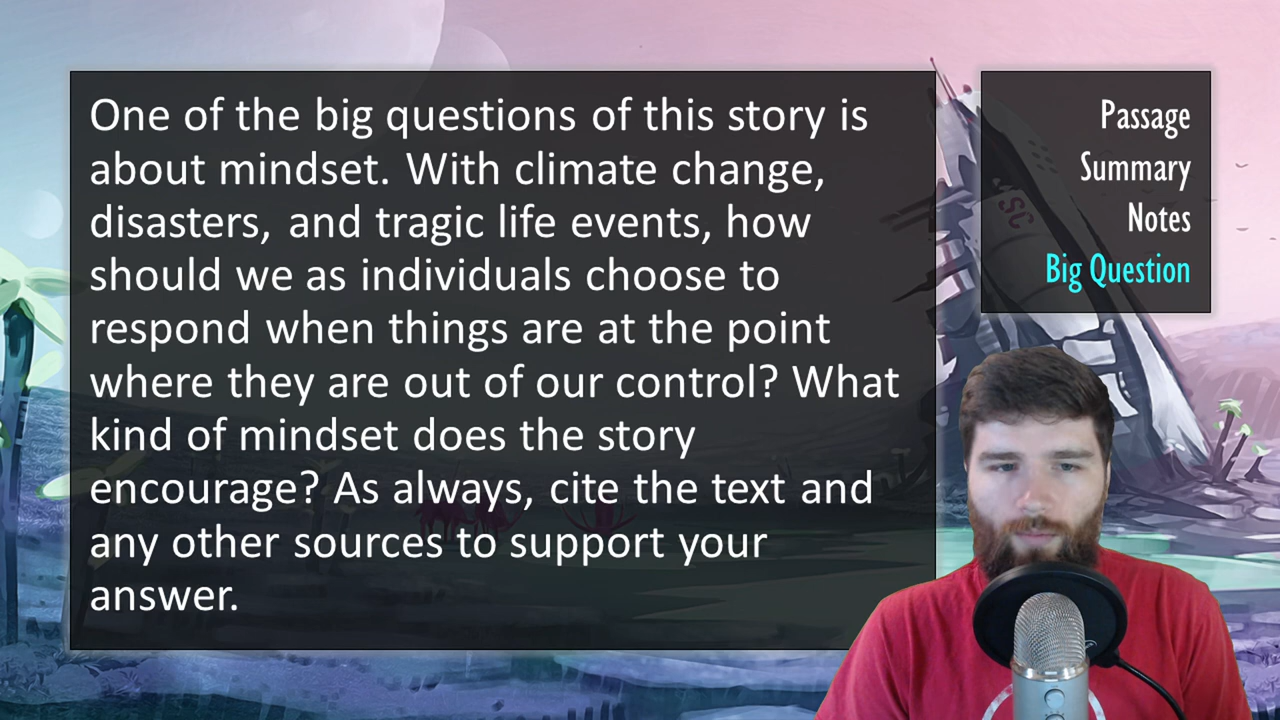 One of the big questions of this story is
about mindset. With climate change,
disasters, and tragic life events, how
should we as individuals choose to
respond when things are at the point
where they are out of our control? What
kind of mindset does the story
encourage? As always, cite the text and
any other sources to support your
answer.
Passage
Summary
Notes
Big Question